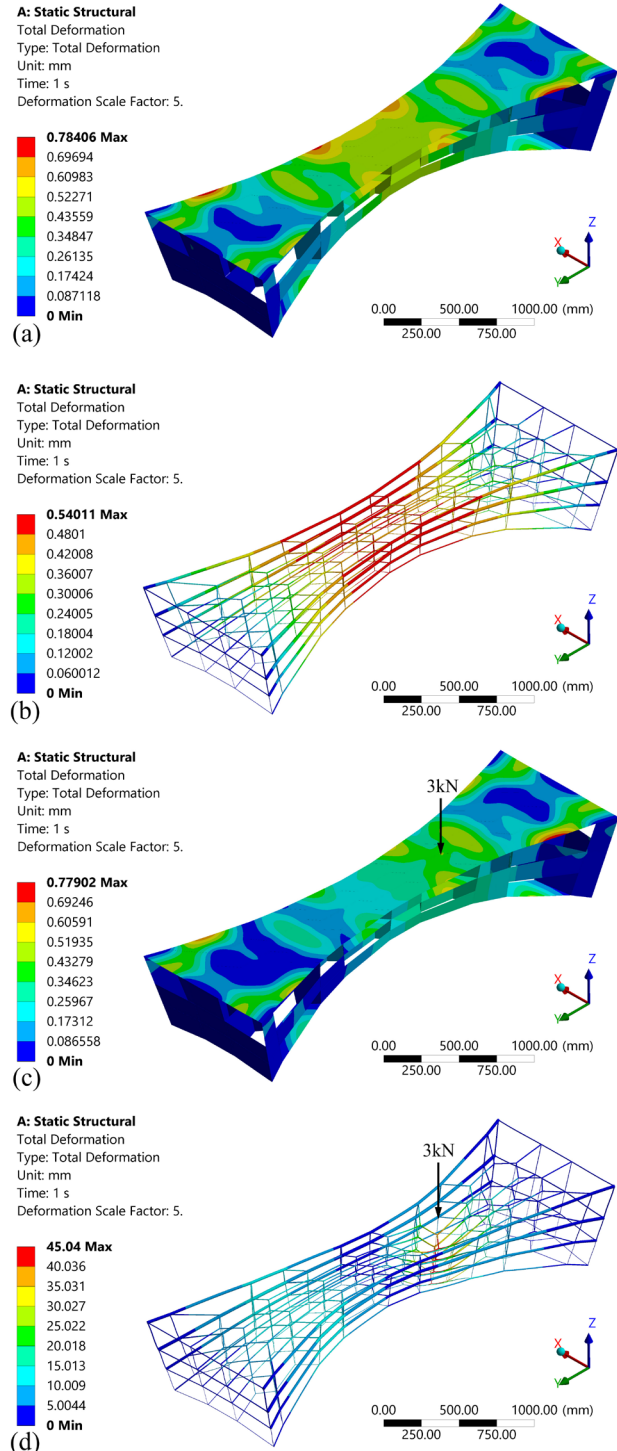 A: Static Structural
Total Deformation
Type: Total Deformation
Unit: mm
Time: 1 s
Deformation Scale Factor: 5.
0.78406 Max
0.69694
0.60983
0.52271
0.43559
0.34847
0.26135
0.17424
0.087118
0 Min
X
Y
Z
0.00 500.00 1000.00 (mm)
250.00 750.00
(a)
A: Static Structural
Total Deformation
Type: Total Deformation
Unit: mm
Time: 1 s
Deformation Scale Factor: 5.
0.54011 Max
0.4801
0.42008
0.36007
0.30006
0.24005
0.18004
0.12002
0.060012
0 Min
X
Y
Z
0.00 500.00 1000.00 (mm)
250.00 750.00
(b)
A: Static Structural
Total Deformation
Type: Total Deformation
Unit: mm
Time: 1 s
Deformation Scale Factor: 5.
3kN
0.77902 Max
0.69246
0.60591
0.51935
0.43279
0.34623
0.25967
0.17312
0.086558
0 Min
X
Y
Z
0.00 500.00 1000.00 (mm)
250.00 750.00
(c)
A: Static Structural
Total Deformation
Type: Total Deformation
Unit: mm
Time: 1 s
Deformation Scale Factor: 5.
3kN
45.04 Max
40.036
35.031
30.027
25.022
20.018
15.013
10.009
5.0044
0 Min
X
Y
Z
0.00 500.00 1000.00 (mm)
250.00 750.00
(d)